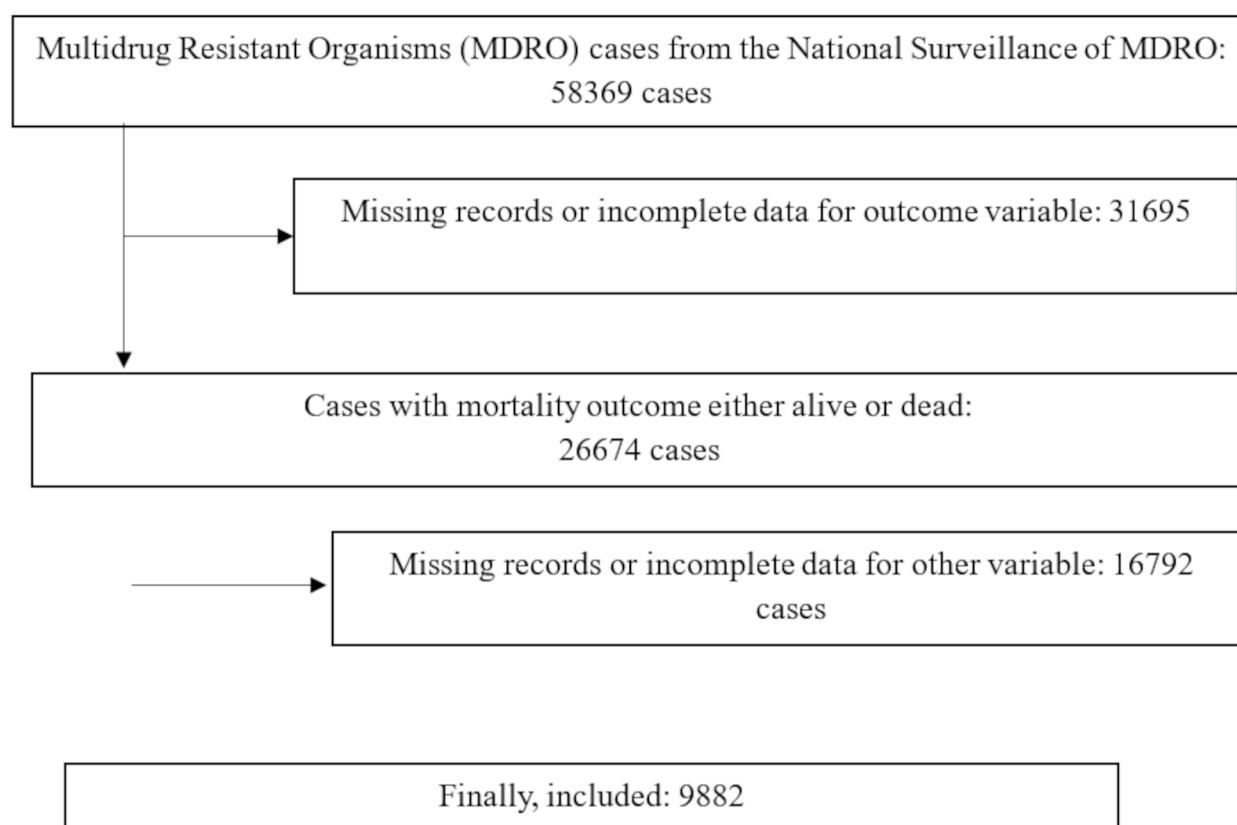 Multidrug Resistant Organisms (MDRO) cases from the National Surveillance of MDRO:
58369 cases
Missing records or incomplete data for outcome variable: 31695
Cases with mortality outcome either alive or dead:
26674 cases
Missing records or incomplete data for other variable: 16792
cases
Finally, included: 9882